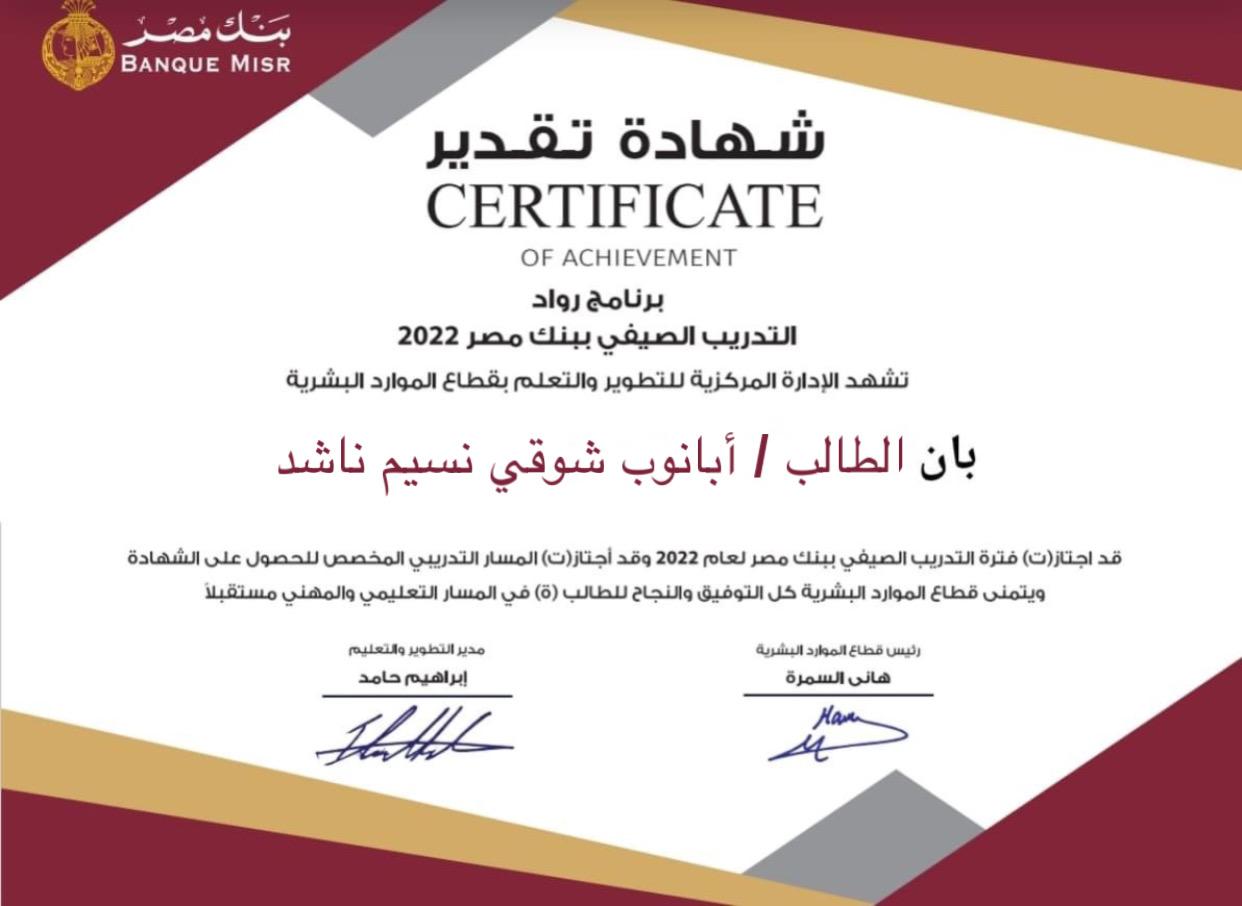 بنك مصر
BANQUE MISR
شهادة تقدير
CERTIFICATE
OF ACHIEVEMENT
برنامج رواد
التدريب الصيفي ببنك مصر 2022
تشهد الإدارة المركزية للتطوير والتعلم بقطاع الموارد البشرية
بان الطالب / أبانوب شوقي نسيم ناشد
قد اجتاز(ت) فترة التدريب الصيفي ببنك مصر لعام 2022 وقد أجتاز(ت) المسار التدريبي المخصص للحصول على الشهادة
ويتمنى قطاع الموارد البشرية كل التوفيق والنجاح للطالب (ة) في المسار التعليمي والمهني مستقبلاً
رئيس قطاع الموارد البشرية
هانى السمرة
مدير التطوير والتعليم
إبراهيم حامد